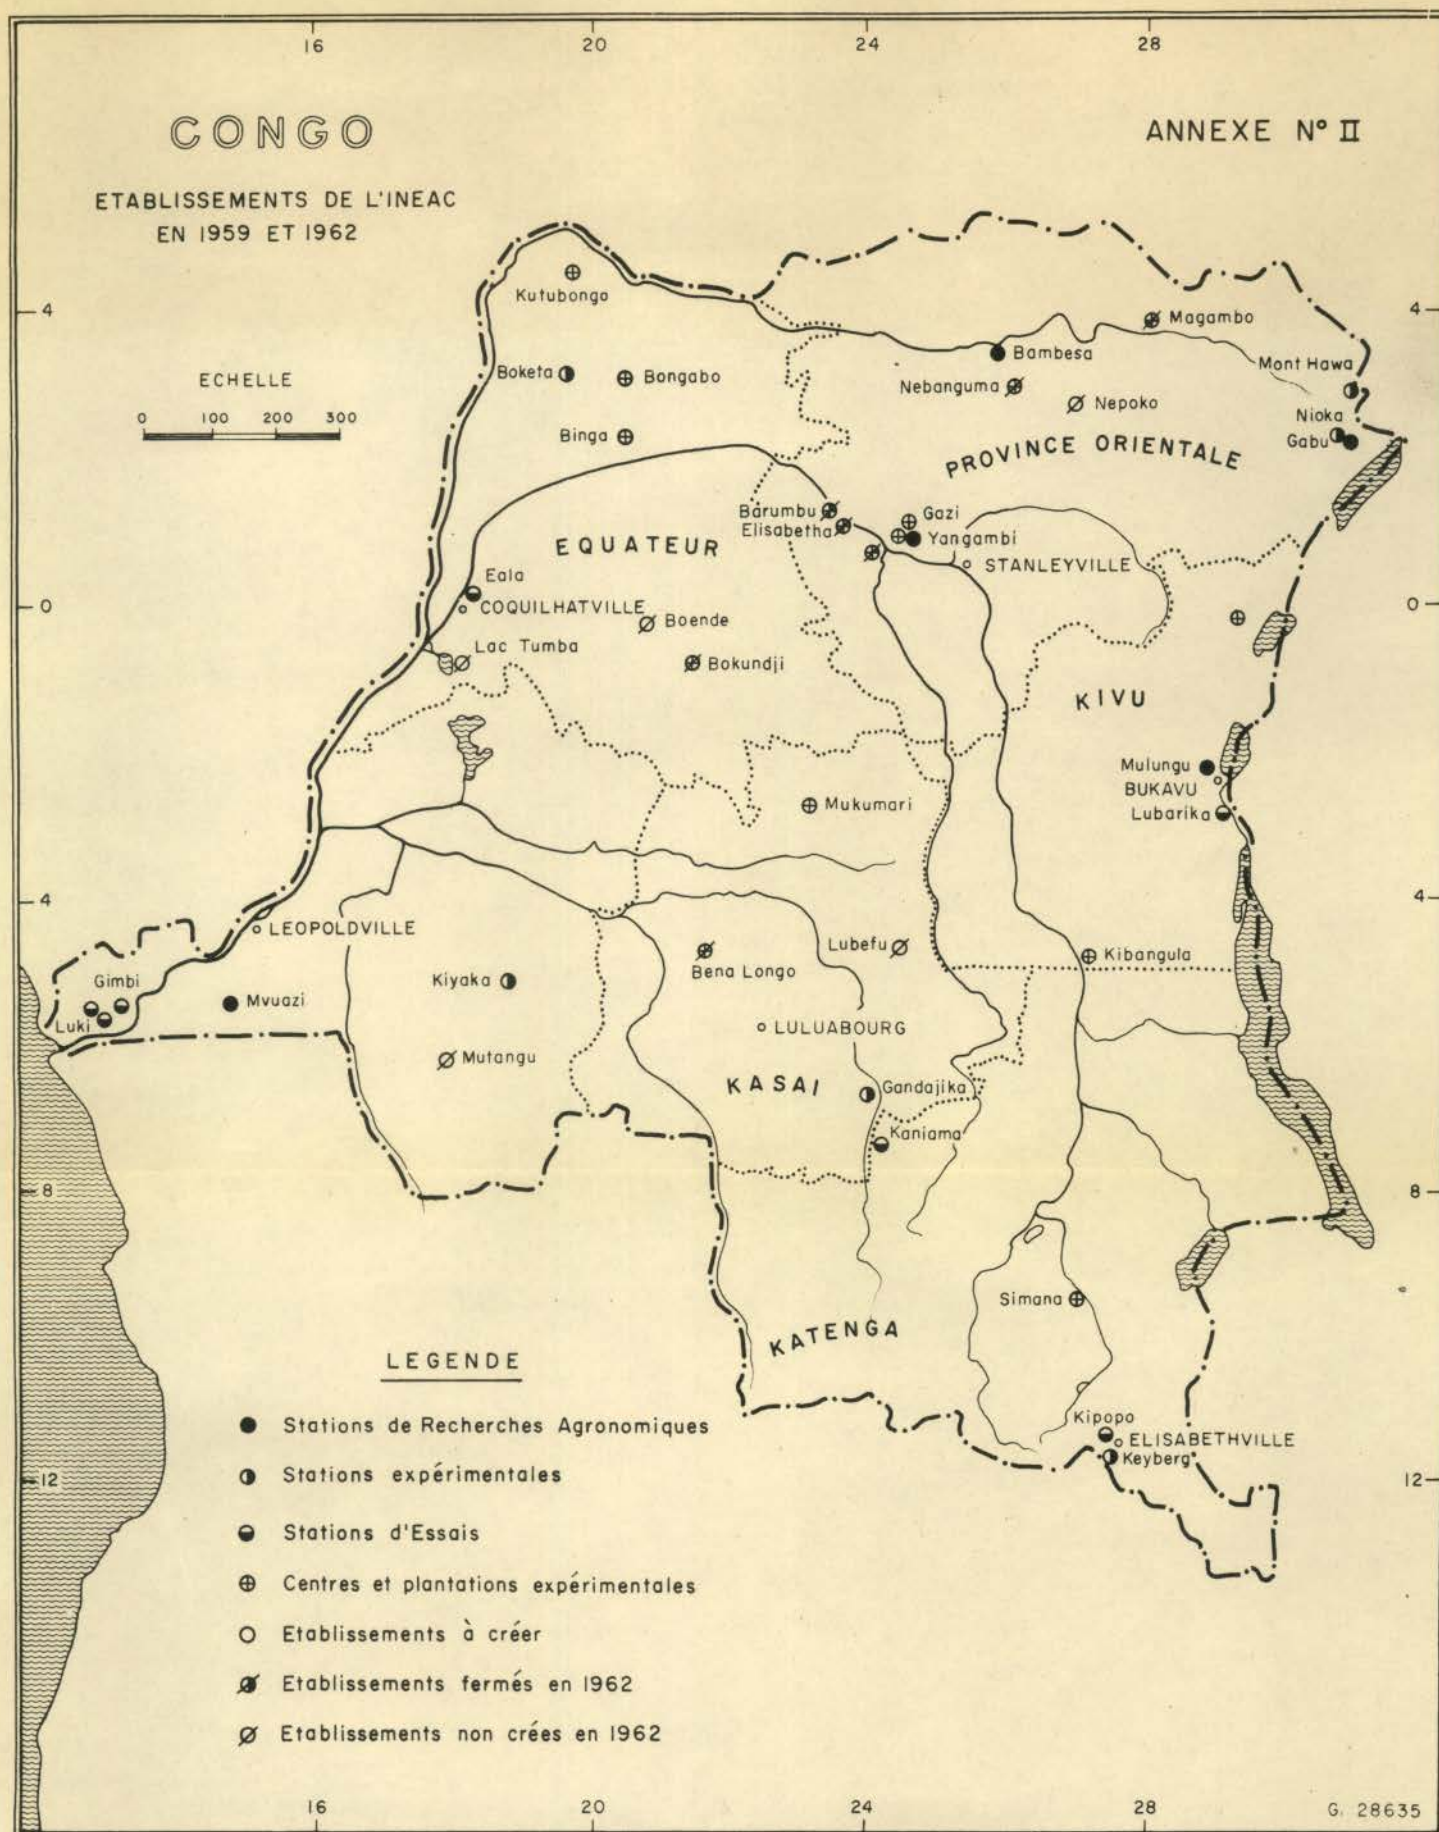 16 20 24 28
CONGO
ANNEXE N° II
ETABLISSEMENTS DE L'INEAC
EN 1959 ET 1962
Kutubongo
4
4
Magambo
Bambesa
Mont Hawa
ECHELLE
Boketa
Bongabo
Nebanguma
Nepoko
0 100 200 300
Nioka
Binga
Gabu
PROVINCE ORIENTALE
Barumbu
Gazi
Elisabetha
Yangambi
EQUATEUR
STANLEYVILLE
Eala
0
COQUILHATVILLE
Boende
0
Lac Tumba
Bokundji
KIVU
Mulungu
BUKAVU
Mukumari
Lubarika
4
4
LEOPOLDVILLE
Lubefu
Kibangula
Bena Longo
Gimbi
Kiyaka
Mvuazi
Luki
LULUABOURG
Mutangu
KASAI
Gandajika
Kaniama
8
8
Simana
KATENGA
LEGENDE
Kipopo
Stations de Recherches Agronomiques
ELISABETHVILLE
Keyberg
Stations expérimentales
12
12
Stations d'Essais
Centres et plantations expérimentales
Etablissements à créer
Etablissements fermés en 1962
Etablissements non crées en 1962
16 20 24 28
G. 28635